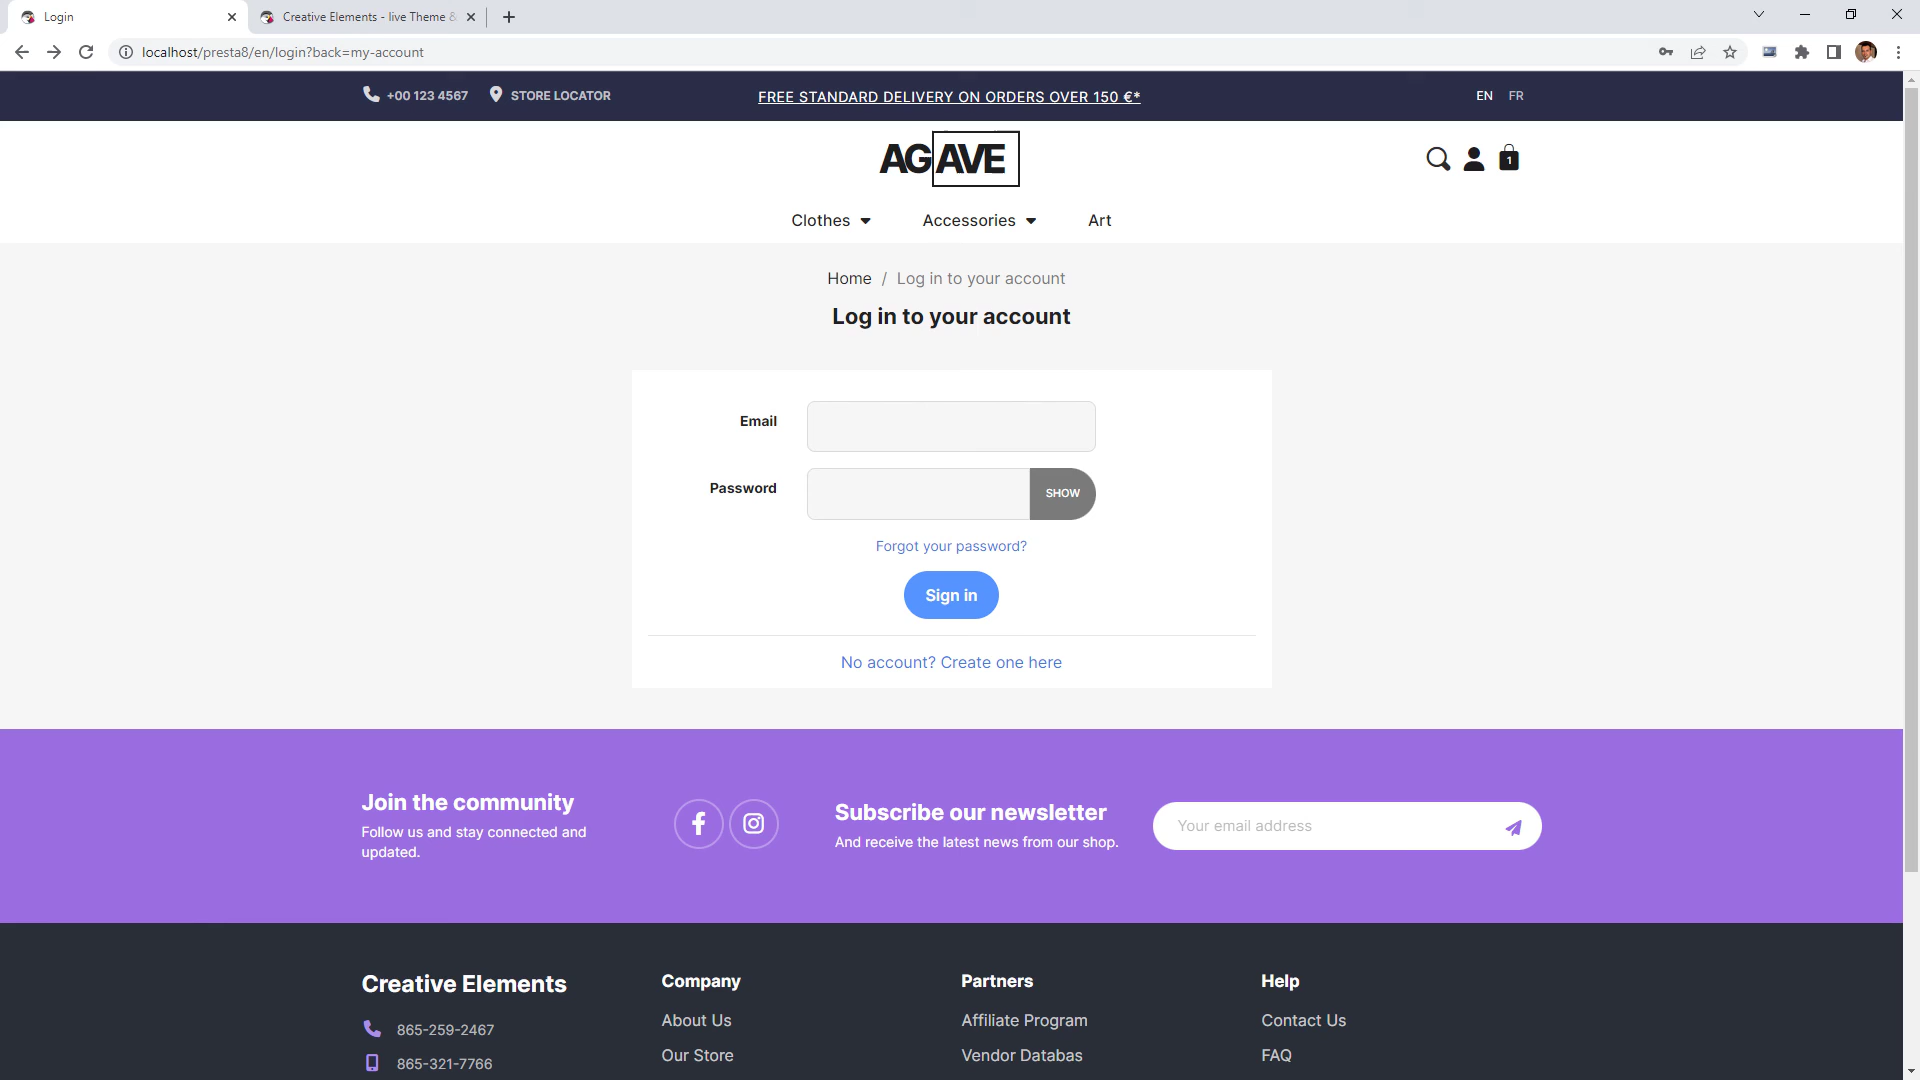 Login
Creative Elements - live Theme &
localhost/presta8/en/login?back=my-account
+00 123 4567
STORE LOCATOR
FREE STANDARD DELIVERY ON ORDERS OVER 150 €*
EN FR
AGAVE
1
Clothes
Accessories
Art
Home / Log in to your account
Log in to your account
Email
Password
SHOW
Forgot your password?
Sign in
No account? Create one here
Join the community
Follow us and stay connected and
updated.
Subscribe our newsletter
And receive the latest news from our shop.
Your email address
Creative Elements
865-259-2467
865-321-7766
Company
About Us
Our Store
Partners
Affiliate Program
Vendor Databas
Help
Contact Us
FAQ